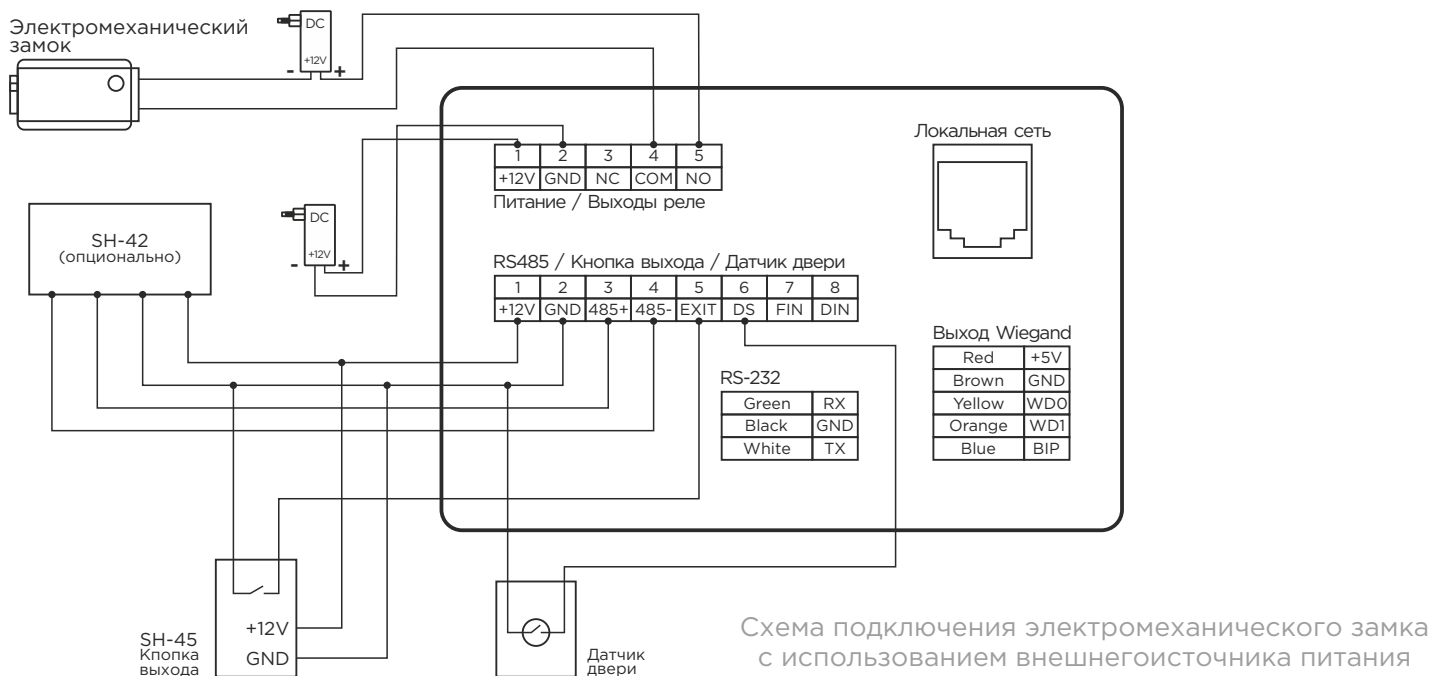 Электромеханический
замок
DC
+12V
- +
Локальная сеть
1 2 3 4 5
+12V GND NC COM NO
Питание / Выходы реле
SH-42
(опционально)
DC
+12V
- +
RS485 / Кнопка выхода / Датчик двери
1 2 3 4 5 6 7 8
+12V GND 485+ 485- EXIT DS FIN DIN
Выход Wiegand
Red +5V
Brown GND
Yellow WD0
Orange WD1
Blue BIP
RS-232
Green RX
Black GND
White TX
+12V
GND
SH-45
Кпопка
выхода
Датчик
двери
Схема подключения электромеханического замка
с использованием внешнегоисточника питания